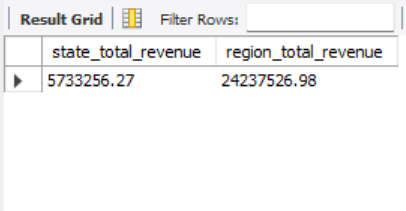 Result Grid Filter Rows:
state_total_revenue region_total_revenue
5733256.27 24237526.98